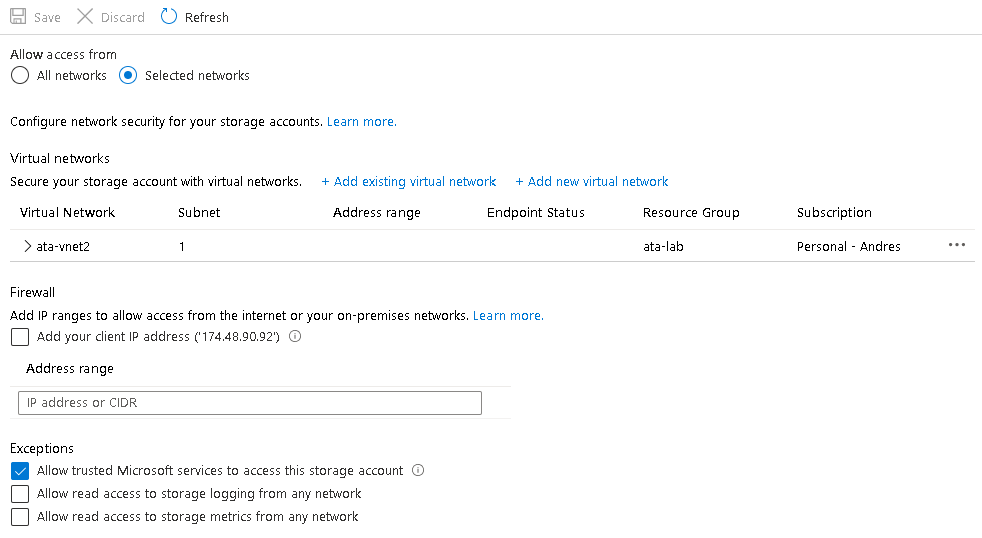 Save Discard Refresh
Allow access from
All networks Selected networks
Configure network security for your storage accounts. Learn more.
Virtual networks
Secure your storage account with virtual networks. + Add existing virtual network + Add new virtual network
Virtual Network Subnet Address range Endpoint Status Resource Group Subscription
ata-vnet2 1 ata-lab Personal - Andres
Firewall
Add IP ranges to allow access from the internet or your on-premises networks. Learn more.
Add your client IP address ('174.48.90.92')
Address range
IP address or CIDR
Exceptions
Allow trusted Microsoft services to access this storage account
Allow read access to storage logging from any network
Allow read access to storage metrics from any network